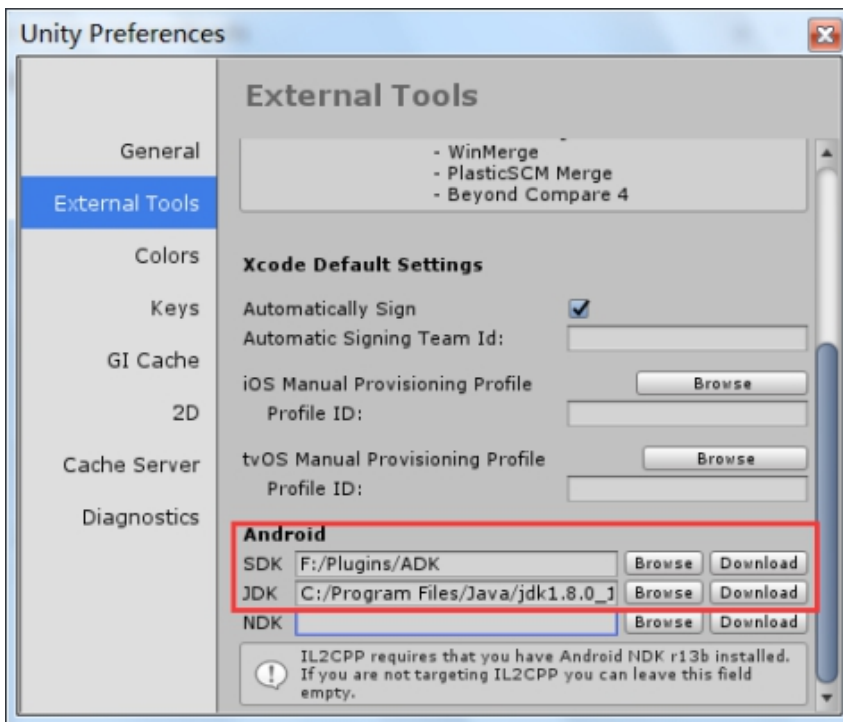 Unity Preferences
External Tools
General
External Tools
Colors
Keys
GI Cache
2D
Cache Server
Diagnostics
- WinMerge
- PlasticSCM Merge
- Beyond Compare 4
Xcode Default Settings
Automatically Sign
Automatic Signing Team Id:
iOS Manual Provisioning Profile Browse
Profile ID:
tvOS Manual Provisioning Profile Browse
Profile ID:
Android
SDK F:/Plugins/ADK Browse Download
JDK C:/Program Files/Java/jdk1.8.0_1 Browse Download
NDK Browse Download
IL2CPP requires that you have Android NDK r13b installed.
If you are not targeting IL2CPP you can leave this field
empty.